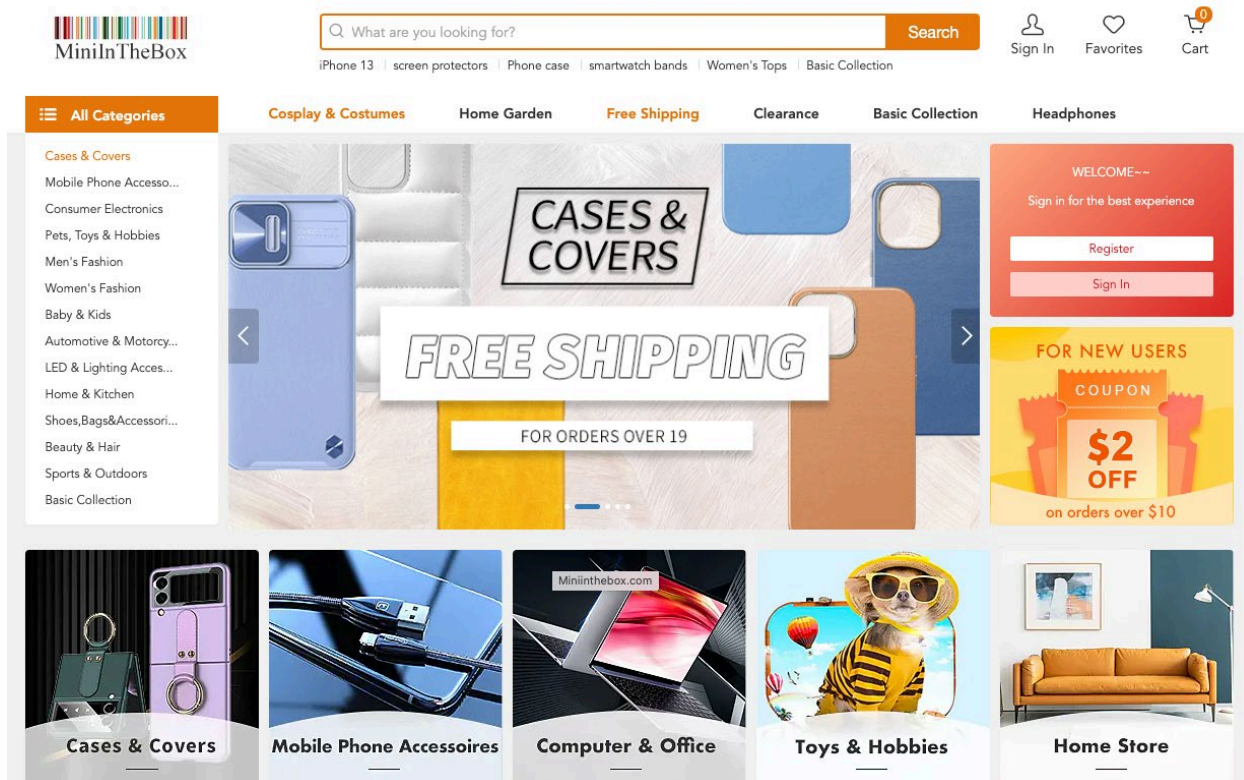 MiniInTheBox
What are you looking for?
Search
iPhone 13
screen protectors
Phone case
smartwatch bands
Women's Tops
Basic Collection
Sign In
Favorites
0
Cart
All Categories
Cosplay & Costumes
Home Garden
Free Shipping
Clearance
Basic Collection
Headphones
Cases & Covers
Mobile Phone Accesso...
Consumer Electronics
Pets, Toys & Hobbies
Men's Fashion
Women's Fashion
Baby & Kids
Automotive & Motorcy...
LED & Lighting Acces...
Home & Kitchen
Shoes,Bags&Accessori...
Beauty & Hair
Sports & Outdoors
Basic Collection
CASES &
COVERS
FREE SHIPPING
FOR ORDERS OVER 19
WELCOME~~
Sign in for the best experience
Register
Sign In
FOR NEW USERS
COUPON
$2
OFF
on orders over $10
Cases & Covers
Mobile Phone Accessoires
Miniinthebox.com
Computer & Office
Toys & Hobbies
Home Store